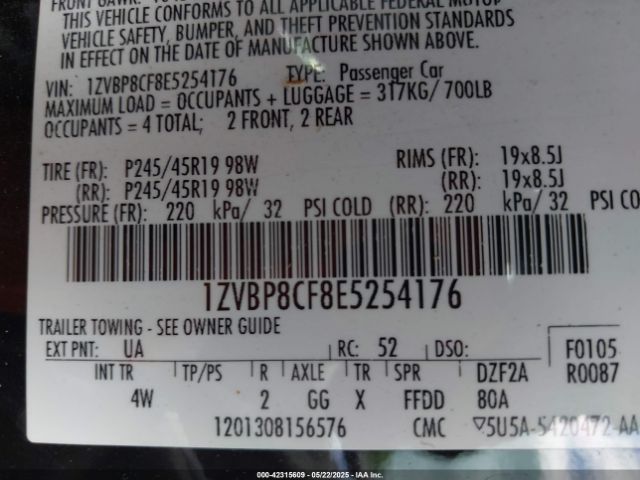 THIS VEHICLE CONFORMS TO ALL APPLICABLE FEDERAL MOTOR
VEHICLE SAFETY, BUMPER, AND THEFT PREVENTION STANDARDS
IN EFFECT ON THE DATE OF MANUFACTURE SHOWN ABOVE.
VIN: 1ZVBP8CF8E5254176 TYPE: Passenger Car
MAXIMUM LOAD = OCCUPANTS + LUGGAGE = 317KG/ 700LB
OCCUPANTS = 4 TOTAL; 2 FRONT, 2 REAR
TIRE (FR): P245/45R19 98W RIMS (FR): 19x8.5J
(RR): P245/45R19 98W (RR): 19x8.5J
PRESSURE (FR): 220 kPa/ 32 PSI COLD (RR): 220 kPa/ 32 PSI CO
1ZVBP8CF8E5254176
TRAILER TOWING - SEE OWNER GUIDE
EXT PNT: UA RC: 52 DSO: F0105
INT TR TP/PS R AXLE TR SPR DZF2A R0087
4W 2 GG X FFDD 80A
1201308156576 CMC ▽5U5A-5420472-AA
000-42315609 - 05/22/2025 - IAAI.COM